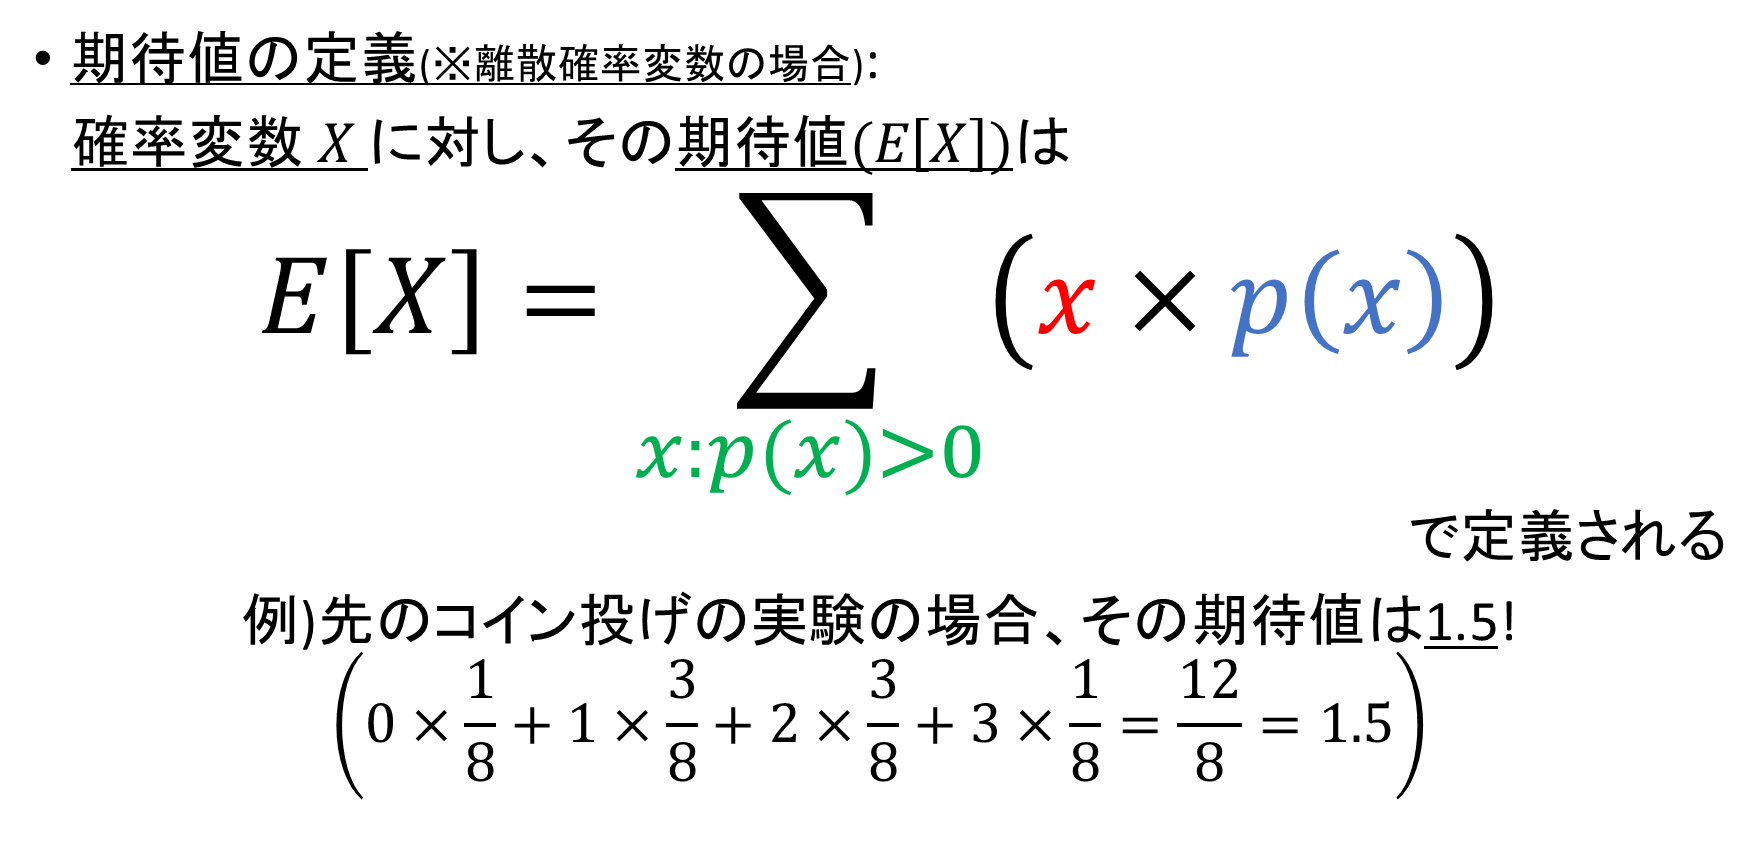 • 期待値の定義(※離散確率変数の場合):
確率変数 X に対し、その期待値(E[X])は
E[X] = ∑ (x × p(x))
x:p(x)>0
で定義される
例)先のコイン投げの実験の場合、その期待値は1.5!
(0 × 1/8 + 1 × 3/8 + 2 × 3/8 + 3 × 1/8 = 12/8 = 1.5)